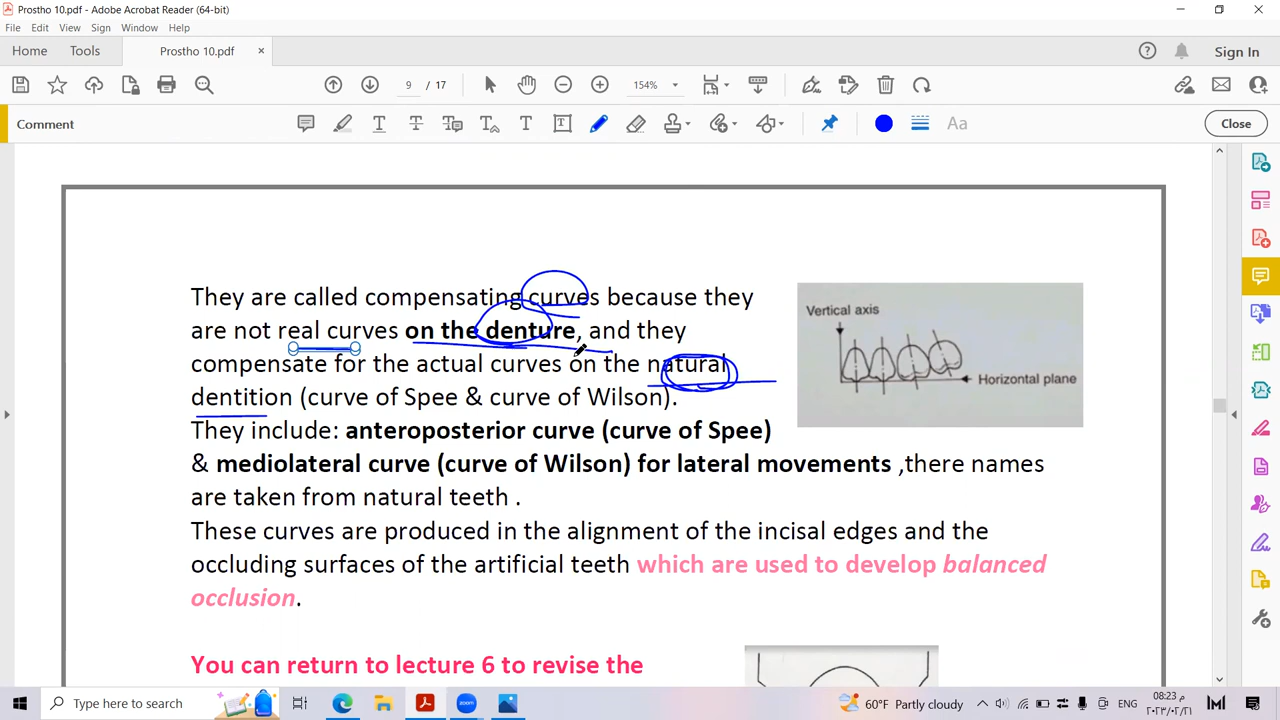 Prostho 10.pdf - Adobe Acrobat Reader (64-bit)
File Edit View Sign Window Help
Home Tools Prostho 10.pdf × Sign In
9 / 17 154%
Comment Aa Close
They are called compensating curves because they
are not real curves on the denture, and they
compensate for the actual curves on the natural
dentition (curve of Spee & curve of Wilson).
They include: anteroposterior curve (curve of Spee)
& mediolateral curve (curve of Wilson) for lateral movements ,there names
are taken from natural teeth .
These curves are produced in the alignment of the incisal edges and the
occluding surfaces of the artificial teeth which are used to develop balanced
occlusion.
You can return to lecture 6 to revise the
Vertical axis
Horizontal plane
Type here to search
zoom
60°F Partly cloudy
ENG
08:23 م
٢٠٢٣/٠٢/٢١